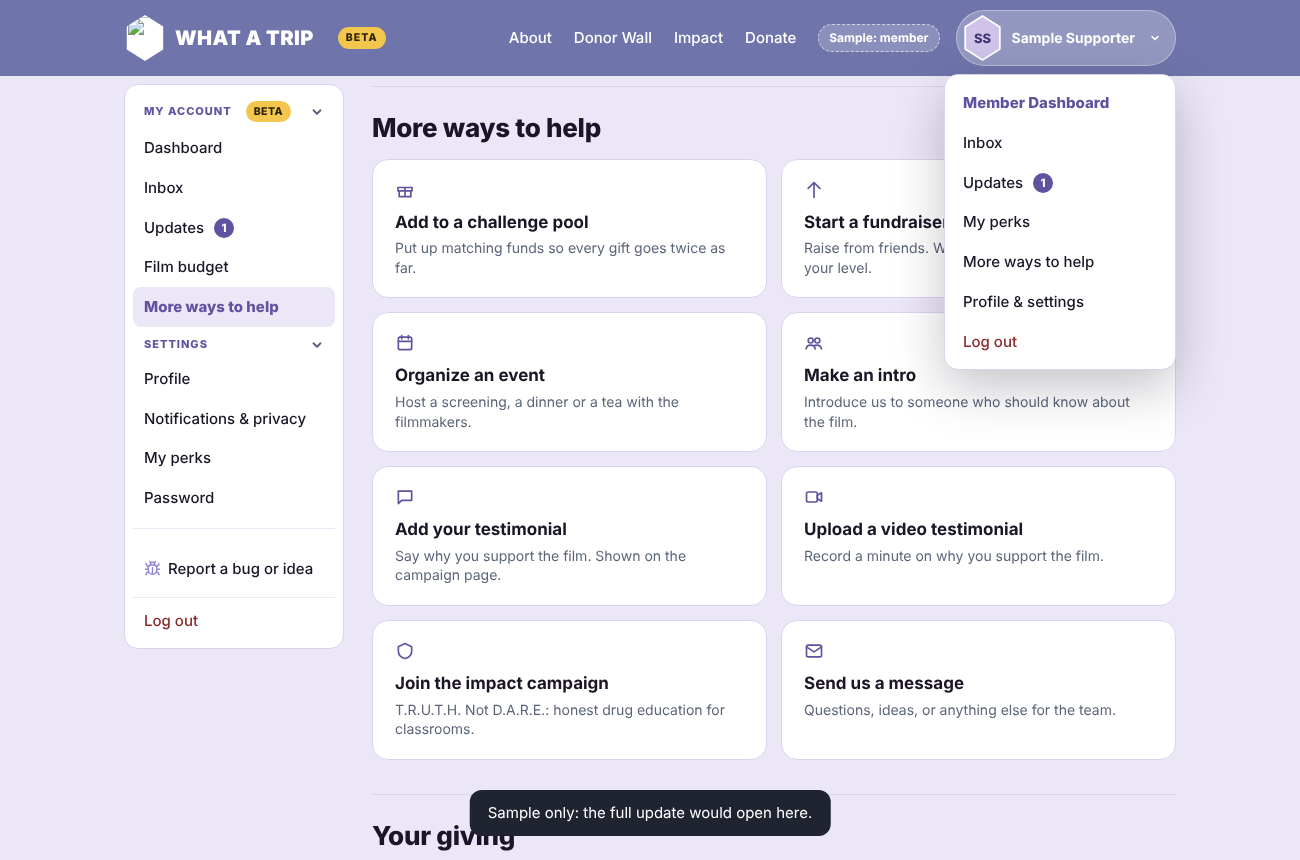 WHAT A TRIP
BETA
About
Donor Wall
Impact
Donate
Sample: member
SS
Sample Supporter
MY ACCOUNT
BETA
Dashboard
Inbox
Updates 1
Film budget
More ways to help
SETTINGS
Profile
Notifications & privacy
My perks
Password
Report a bug or idea
Log out
Member Dashboard
Inbox
Updates 1
My perks
More ways to help
Profile & settings
Log out
More ways to help
Add to a challenge pool
Put up matching funds so every gift goes twice as
far.
Start a fundraiser
Raise from friends.
your level.
Organize an event
Host a screening, a dinner or a tea with the
filmmakers.
Make an intro
Introduce us to someone who should know about
the film.
Add your testimonial
Say why you support the film. Shown on the
campaign page.
Upload a video testimonial
Record a minute on why you support the film.
Join the impact campaign
T.R.U.T.H. Not D.A.R.E.: honest drug education for
classrooms.
Send us a message
Questions, ideas, or anything else for the team.
Sample only: the full update would open here.
Your giving